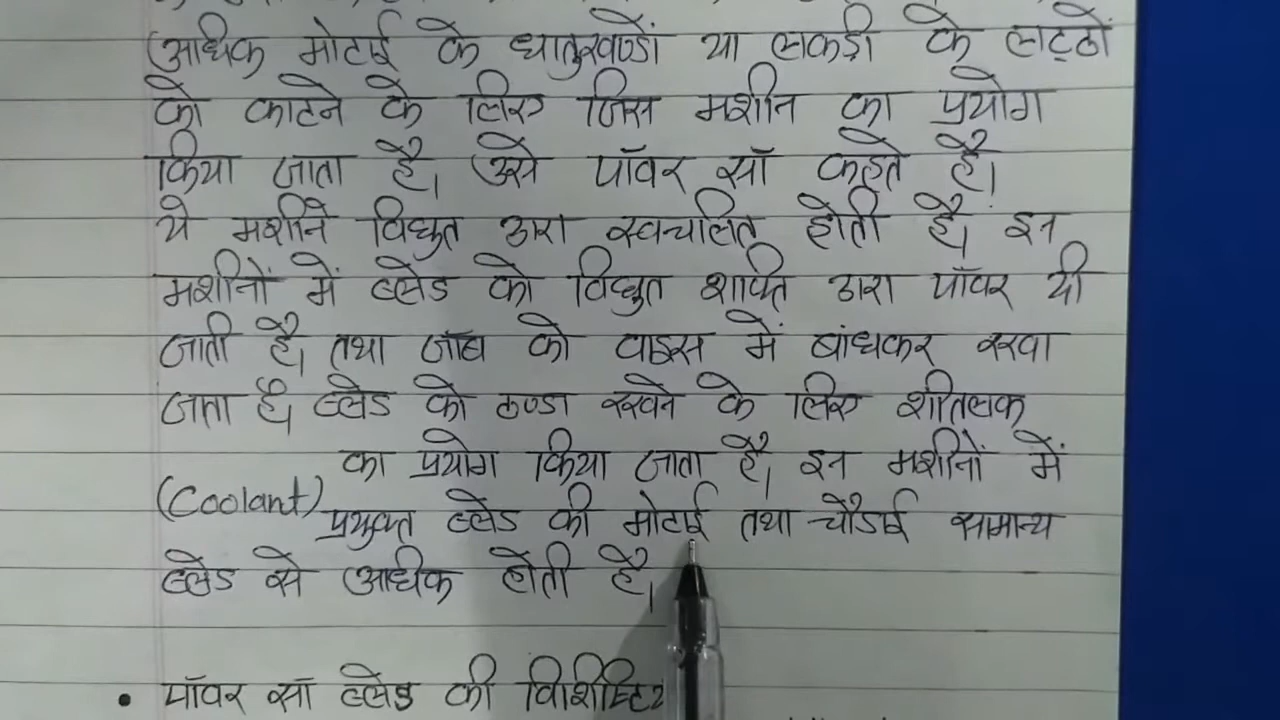 अधिक मोटाई के धातुखण्डों या लकड़ी के लट्ठों
को काटने के लिए जिस मशीन का प्रयोग
किया जाता है। उसे पॉवर सॉ कहते है।
ये मशीने विधुत द्वारा स्वचलित होती है। इन
मशीनों में ब्लेड को विधुत शक्ति द्वारा पॉवर दी
जाती है। तथा जॉब को वाइस में बांधकर रखा
जाता है। ब्लेड को ठण्डा रखने के लिए शीतलक
(Coolant) का प्रयोग किया जाता है। इन मशीनों में
प्रयुक्त ब्लेड की मोटाई तथा चौडाई सामान्य
ब्लेड से अधिक होती है।
• पॉवर सॉ ब्लेड की